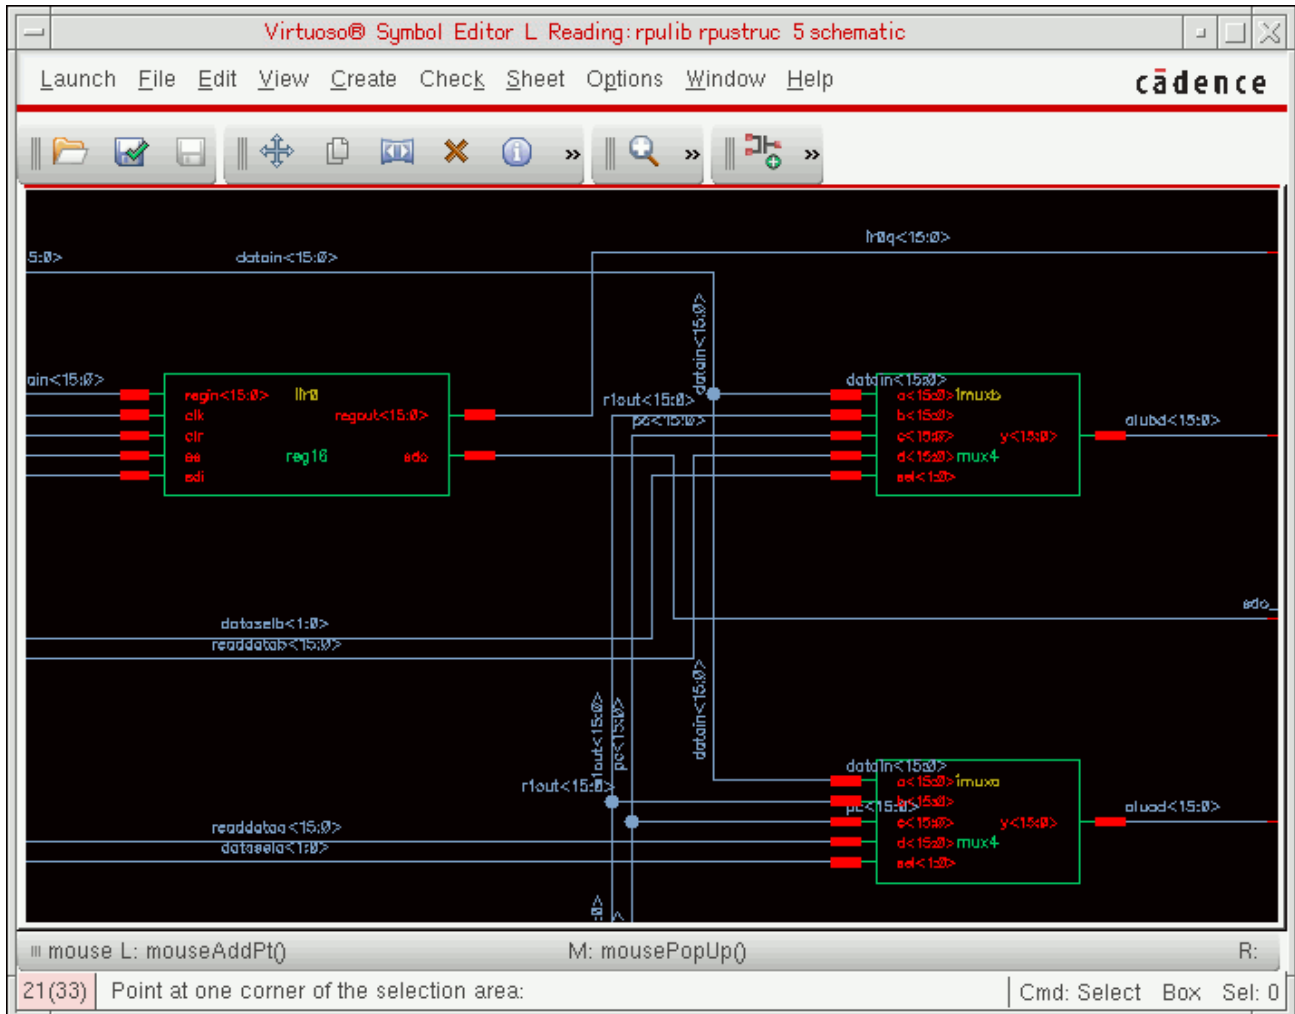 Virtuoso® Symbol Editor L Reading: rpulib rpustruc 5 schematic
Launch File Edit View Create Check Sheet Options Window Help
cādence
» » »
lr0q<15:0>
5:0> datain<15:0>
datain<15:0>
ain<15:0>
regin<15:0> llr0
clk regout<15:0>
clr
reg16 sdo
sdi
r1out<15:0>
pc<15:0>
datain<15:0>
a<15:0> imuxb
b<15:0>
c<15:0> y<15:0>
d<15:0> mux4
sel<1:0>
alubd<15:0>
sdo_
dataselb<1:0>
readdatab<15:0>
datain<15:0>
r1out<15:0>
pc<15:0>
r1out<15:0>
datain<15:0>
a<15:0> imuxa
b<15:0>
pc<15:0>
c<15:0> y<15:0>
d<15:0> mux4
sel<1:0>
aluad<15:0>
readdataa<15:0>
datasela<1:0>
:0>
>
mouse L: mouseAddPt() M: mousePopUp() R:
21(33) Point at one corner of the selection area: Cmd: Select Box Sel: 0